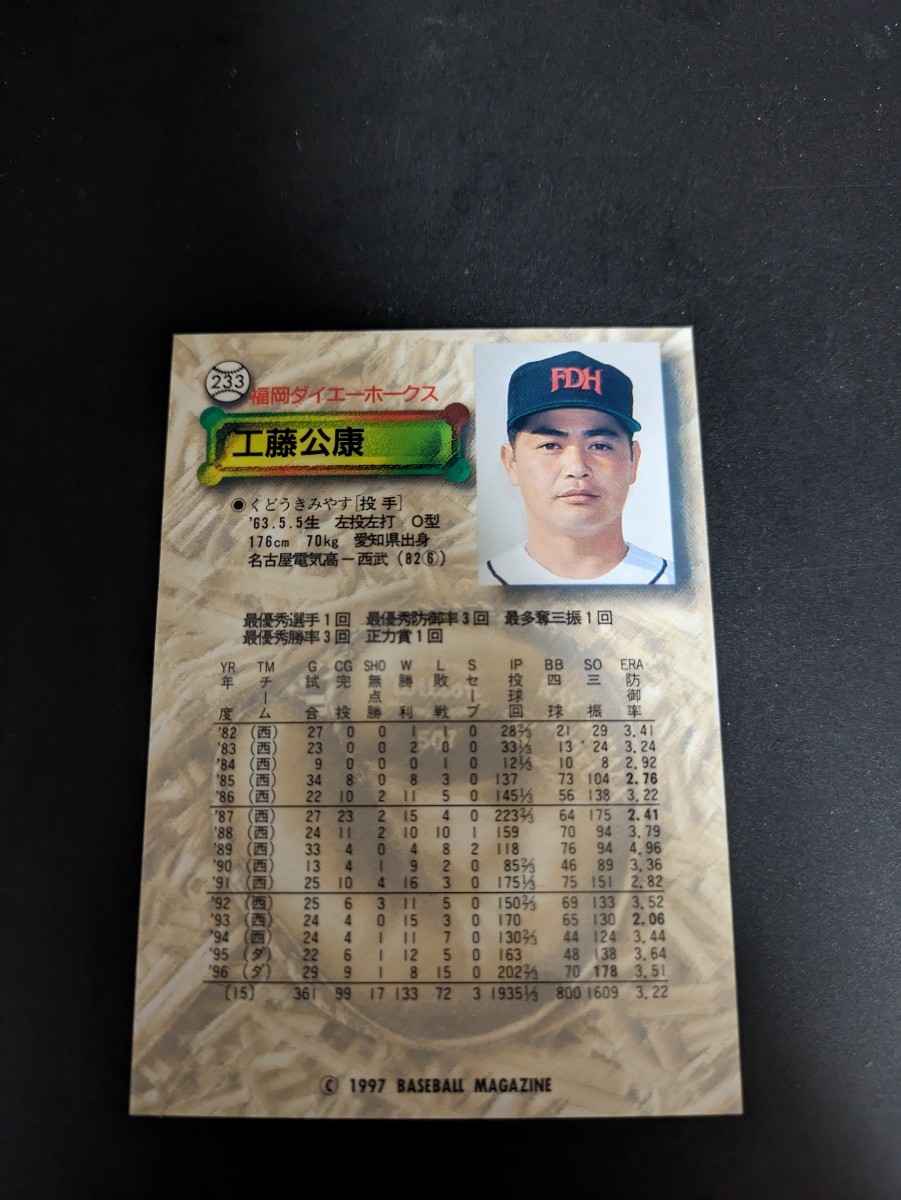 233
福岡ダイエーホークス
工藤公康
FDH
●くどうきみやす[投手]
'63.5.5生 左投左打 O型
176cm 70kg 愛知県出身
名古屋電気高－西武(82⑥)
最優秀選手1回 最優秀防御率3回 最多奪三振1回
最優秀勝率3回 正力賞1回
YR TM G CG SHO W L S IP BB SO ERA
年度 チーム 試合 完投 無点勝 勝利 敗戦 セーブ 投球回 四球 三振 防御率
'82 (西) 27 0 0 1 1 0 28⅔ 21 29 3.41
'83 (西) 23 0 0 2 0 0 33⅓ 13 24 3.24
'84 (西) 9 0 0 0 1 0 12⅓ 10 8 2.92
'85 (西) 34 8 0 8 3 0 137 73 104 2.76
'86 (西) 22 10 2 11 5 0 145⅓ 56 138 3.22
'87 (西) 27 23 2 15 4 0 223⅔ 64 175 2.41
'88 (西) 24 11 2 10 10 1 159 70 94 3.79
'89 (西) 33 4 0 4 8 2 118 76 94 4.96
'90 (西) 13 4 1 9 2 0 85⅔ 46 89 3.36
'91 (西) 25 10 4 16 3 0 175⅓ 75 151 2.82
'92 (西) 25 6 3 11 5 0 150⅔ 69 133 3.52
'93 (西) 24 4 0 15 3 0 170 65 130 2.06
'94 (西) 24 4 1 11 7 0 130⅔ 44 124 3.44
'95 (ダ) 22 6 1 12 5 0 163 48 138 3.64
'96 (ダ) 29 9 1 8 15 0 202⅔ 70 178 3.51
〔15〕 361 99 17 133 72 3 1935⅓ 800 1609 3.22
© 1997 BASEBALL MAGAZINE